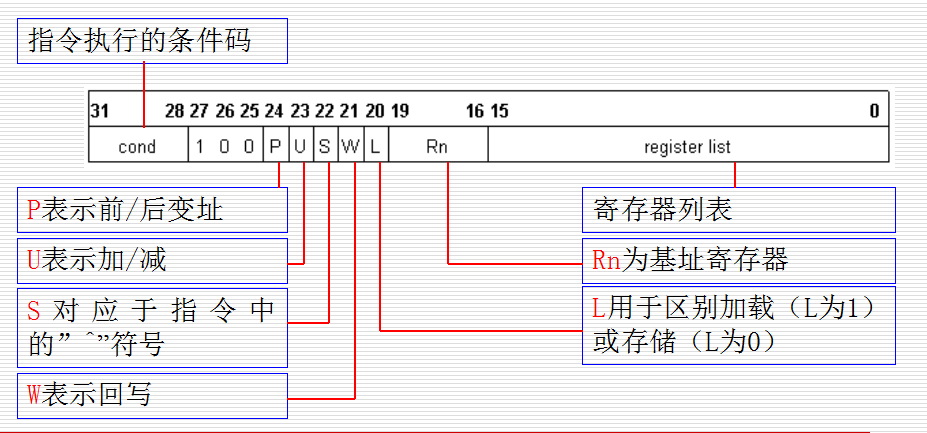 指令执行的条件码
31 28 27 26 25 24 23 22 21 20 19 16 15 0
cond 1 0 0 P U S W L Rn register list
P表示前/后变址
寄存器列表
U表示加/减
Rn为基址寄存器
S对应于指令中
的”^”符号
L用于区别加载（L为1）
或存储（L为0）
W表示回写